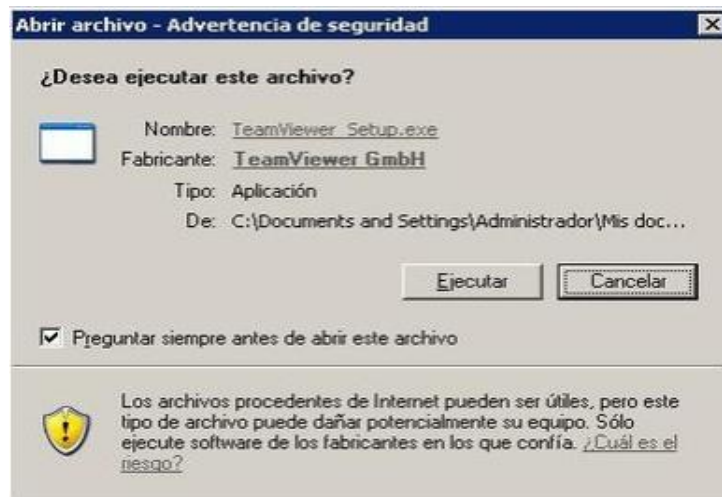 Abrir archivo - Advertencia de seguridad
¿Desea ejecutar este archivo?
Nombre: TeamViewer_Setup.exe
Fabricante: TeamViewer GmbH
Tipo: Aplicación
De: C:\Documents and Settings\Administrador\Mis doc...
Ejecutar Cancelar
Preguntar siempre antes de abrir este archivo
Los archivos procedentes de Internet pueden ser útiles, pero este
tipo de archivo puede dañar potencialmente su equipo. Sólo
ejecute software de los fabricantes en los que confía. ¿Cuál es el
riesgo?